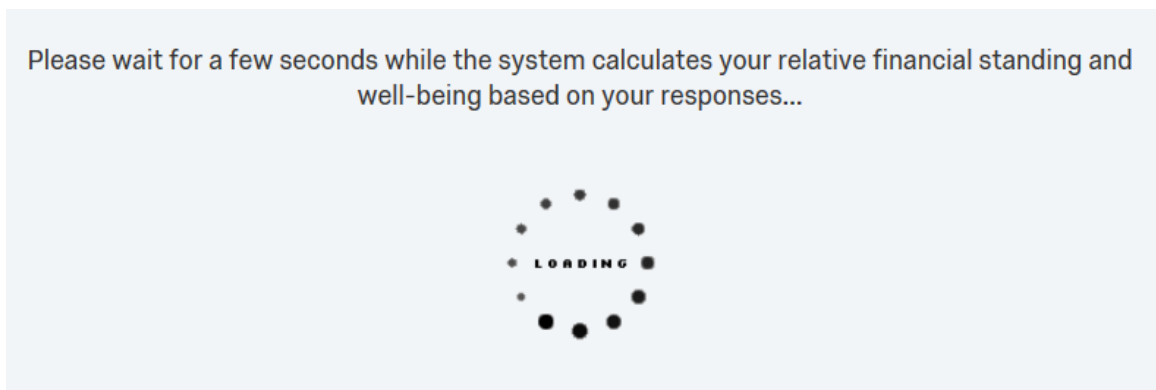 Please wait for a few seconds while the system calculates your relative financial standing and
well-being based on your responses...
LOADING